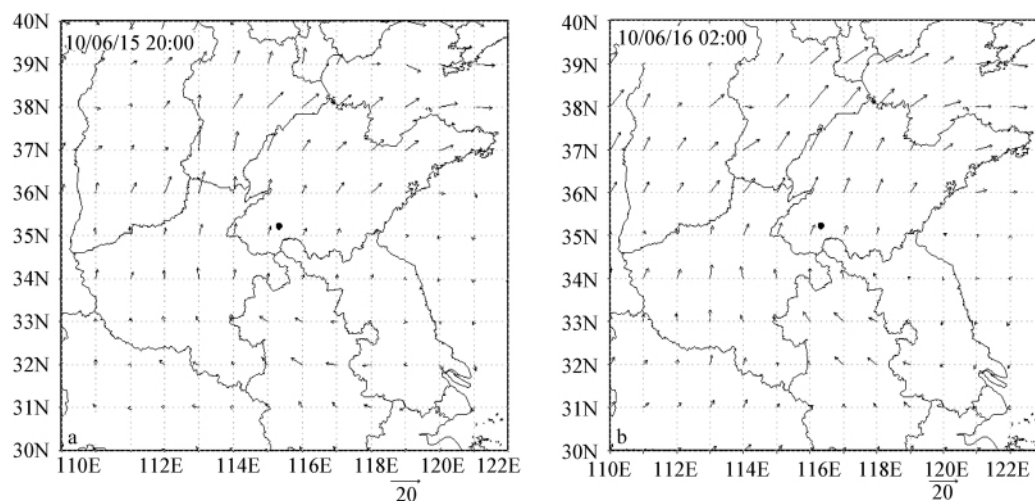 10/06/15 20:00
40N
39N
38N
37N
36N
35N
34N
33N
32N
31N
30N
a
110E 112E 114E 116E 118E 120E 122E
20
10/06/16 02:00
40N
39N
38N
37N
36N
35N
34N
33N
32N
31N
30N
b
110E 112E 114E 116E 118E 120E 122E
20